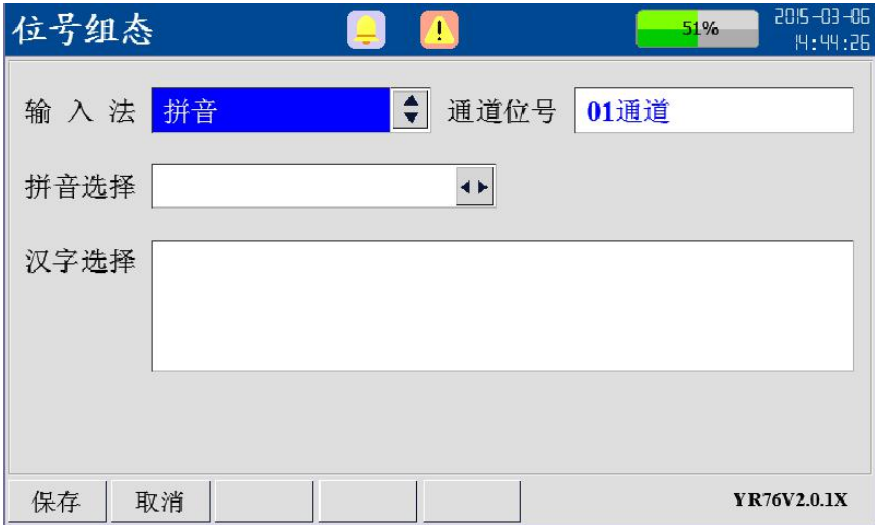 位号组态 51% 2015-03-06
14:44:26
输入法 拼音 通道位号 01通道
拼音选择
汉字选择
保存 取消 YR76V2.0.1X